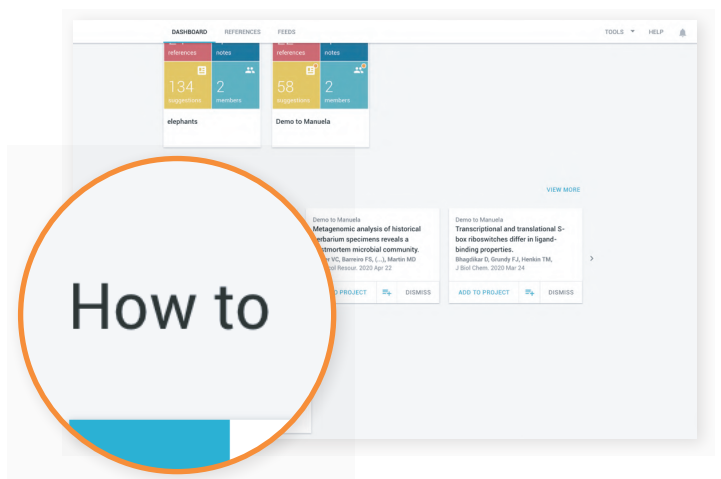 DASHBOARD REFERENCES FEEDS TOOLS HELP
references notes references notes
134 2 58 2
suggestions members suggestions members
elephants Demo to Manuela
VIEW MORE
Demo to Manuela
Metagenomic analysis of historical
herbarium specimens reveals a
postmortem microbial community.
VC, Barreiro FS, (...), Martin MD
Resour. 2020 Apr 22
TO PROJECT DISMISS
Demo to Manuela
Transcriptional and translational S-
box riboswitches differ in ligand-
binding properties.
Bhagdikar D, Grundy FJ, Henkin TM,
J Biol Chem. 2020 Mar 24
ADD TO PROJECT DISMISS
How to